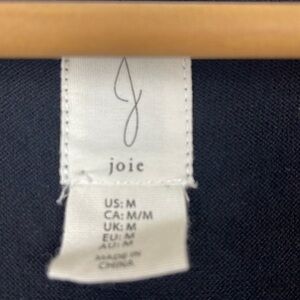 J
joie
US: M
CA: M/M
UK: M
EU: M
AU: M
MADE IN
CHINA